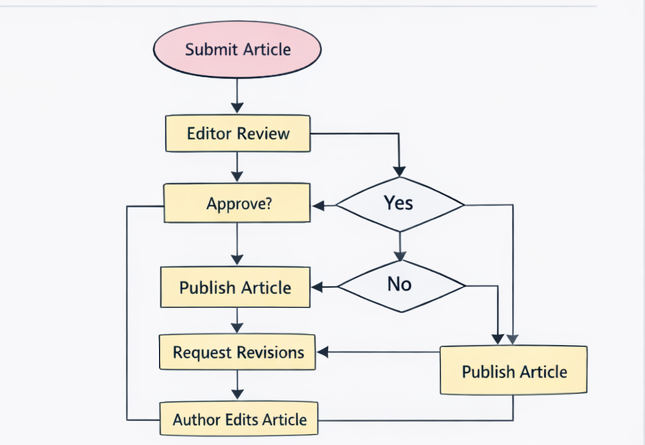 Submit Article
Editor Review
Approve?
Yes
Publish Article
No
Request Revisions
Publish Article
Author Edits Article